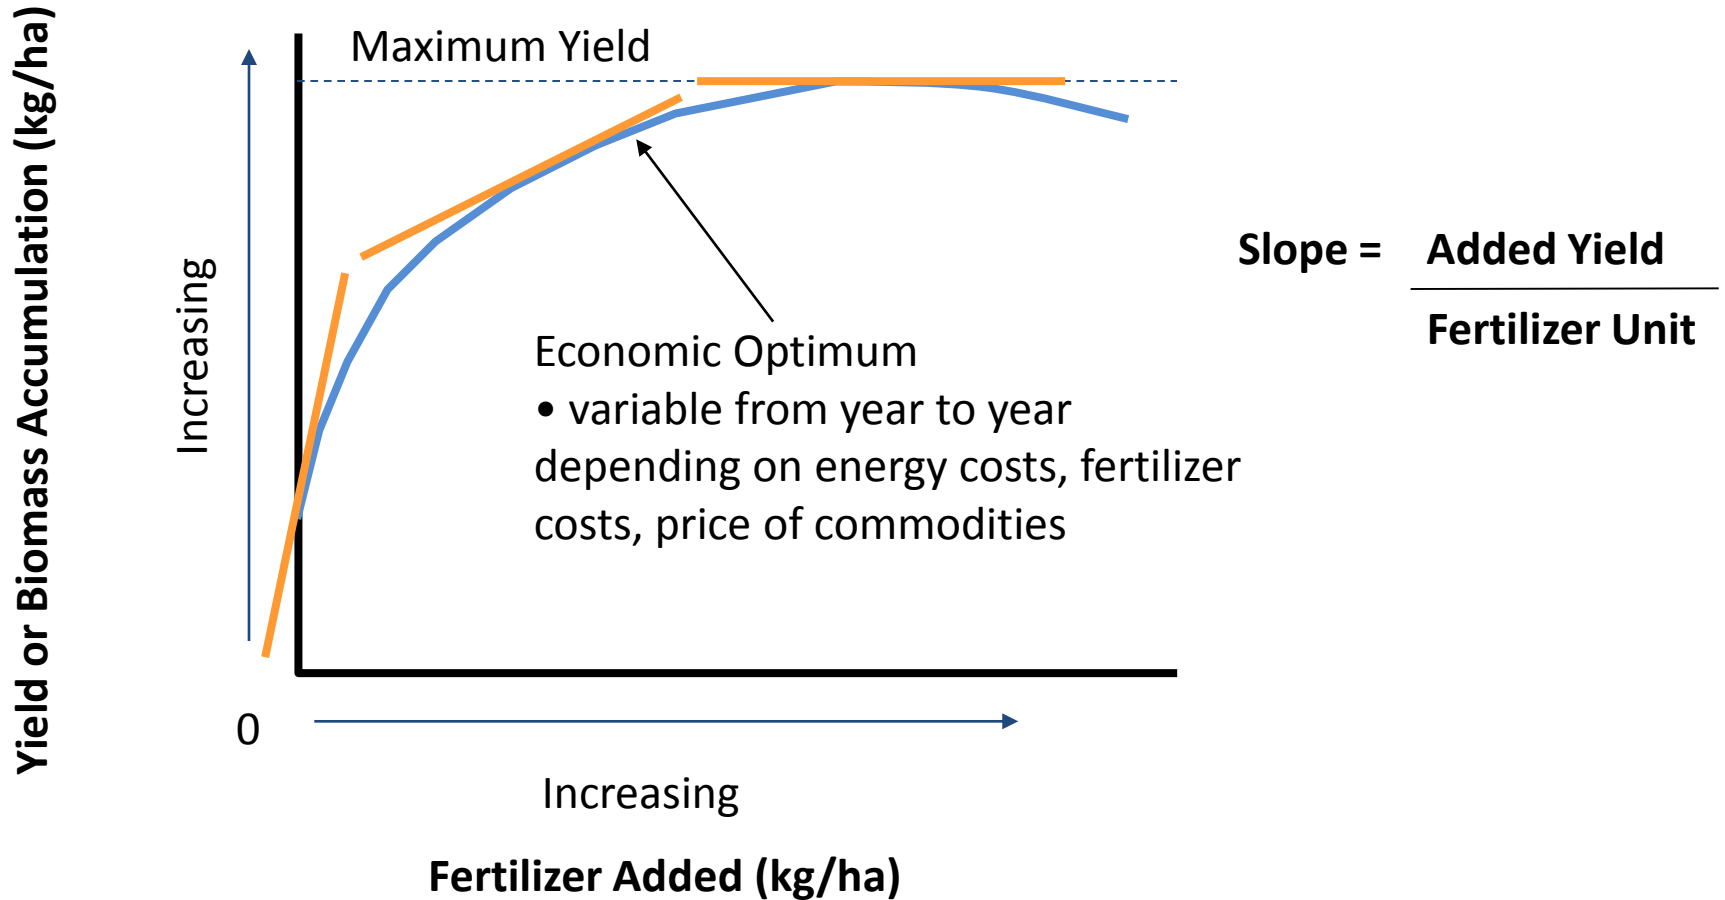 Yield or Biomass Accumulation (kg/ha)
Increasing
Maximum Yield
Economic Optimum
• variable from year to year
depending on energy costs, fertilizer
costs, price of commodities
Slope = Added Yield
Fertilizer Unit
0
Increasing
Fertilizer Added (kg/ha)